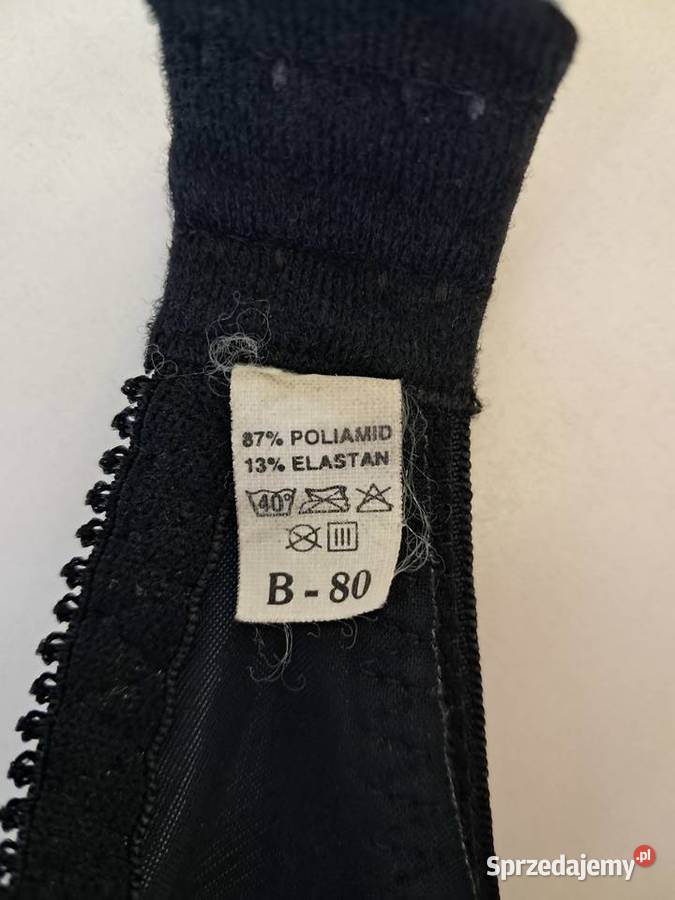 87% POLIAMID
13% ELASTAN
40°
B - 80
Sprzedajemy.pl